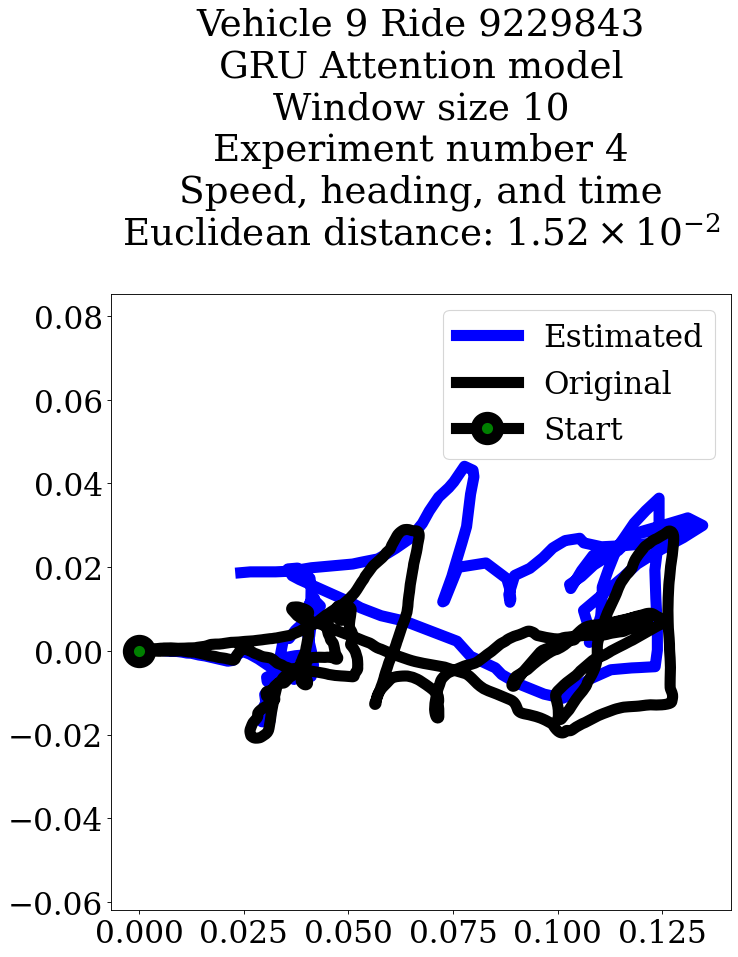 Vehicle 9 Ride 9229843
GRU Attention model
Window size 10
Experiment number 4
Speed, heading, and time
Euclidean distance: 1.52 × 10⁻²
Estimated
Original
Start
0.08
0.06
0.04
0.02
0.00
−0.02
−0.04
−0.06
0.000 0.025 0.050 0.075 0.100 0.125